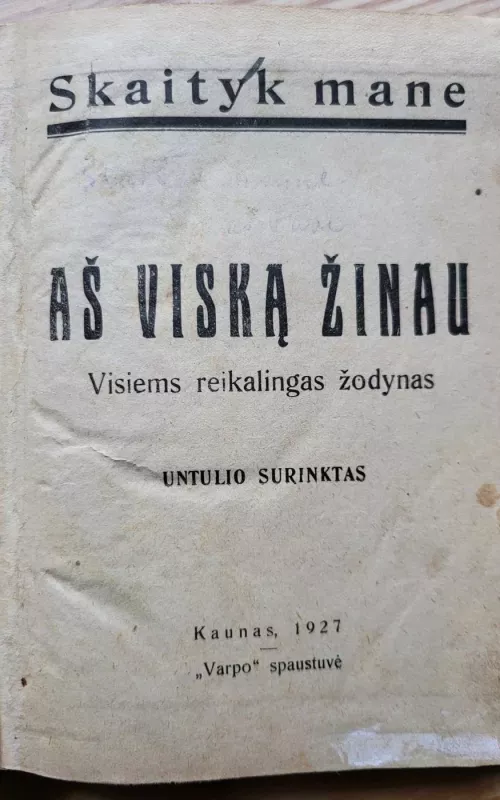 Skaityk mane
AŠ VISKĄ ŽINAU
Visiems reikalingas žodynas
UNTULIO SURINKTAS
Kaunas, 1927
„Varpo“ spaustuvė